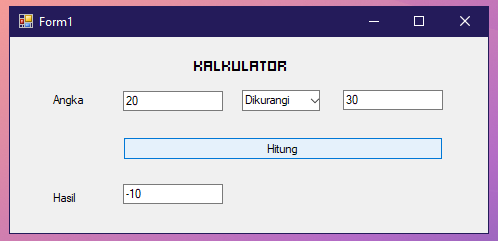 Form1
KALKULATOR
Angka 20 Dikurangi 30
Hitung
Hasil -10